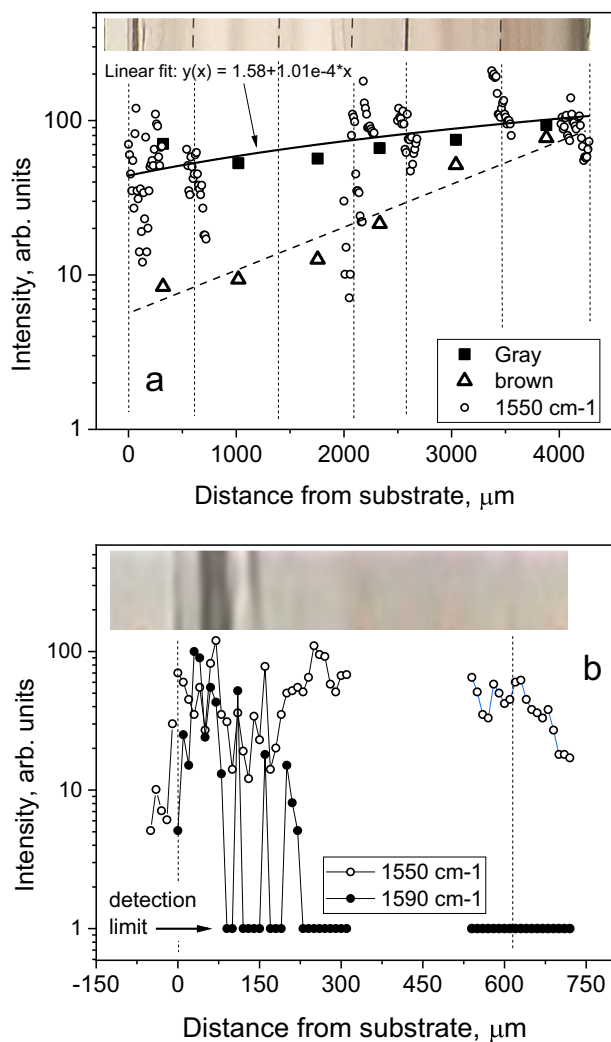 Linear fit: y(x) = 1.58+1.01e-4*x
100
10
1
Intensity, arb. units
a
Gray
brown
1550 cm-1
0
1000
2000
3000
4000
Distance from substrate, μm
b
100
10
1
Intensity, arb. units
1550 cm-1
1590 cm-1
detection
limit
-150
0
150
300
450
600
750
Distance from substrate, μm